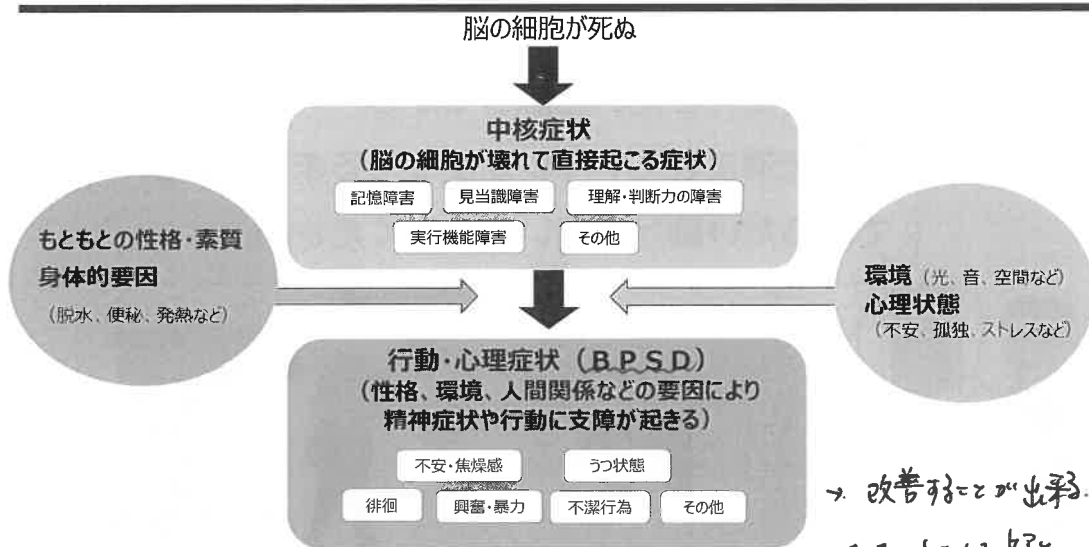 脳の細胞が死ぬ
中核症状
(脳の細胞が壊れて直接起こる症状)
記憶障害
見当識障害
理解・判断力の障害
実行機能障害
その他
もともとの性格・素質
身体的要因
(脱水、便秘、発熱など)
環境(光、音、空間など)
心理状態
(不安、孤独、ストレスなど)
行動・心理症状(BPSD)
(性格、環境、人間関係などの要因により
精神症状や行動に支障が起きる)
不安・焦燥感
うつ状態
徘徊
興奮・暴力
不潔行為
その他
→ 改善することが出来る。